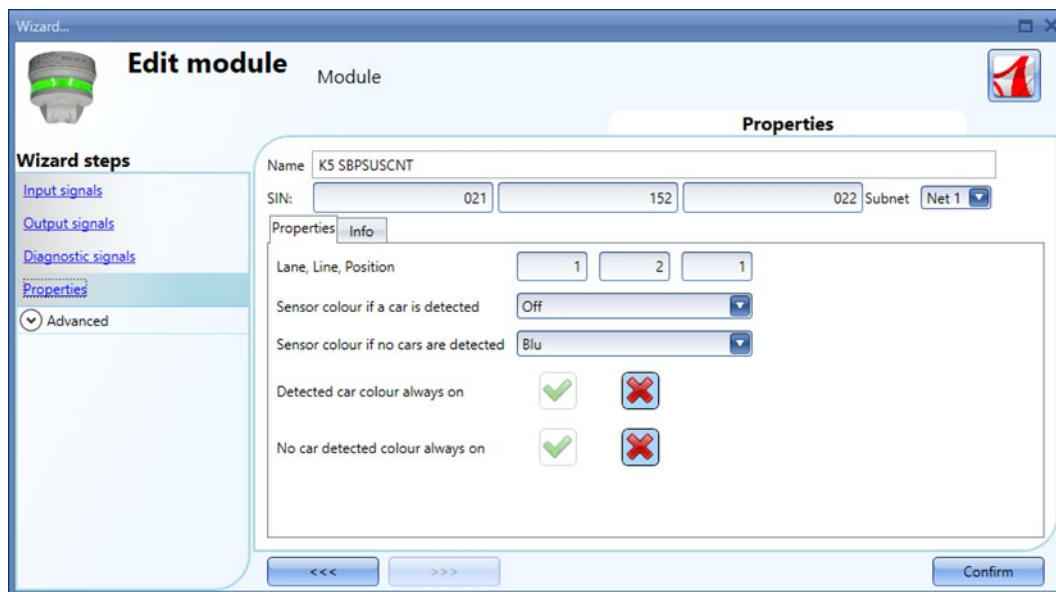 Wizard...
Edit module
Module
Properties
Wizard steps
Input signals
Output signals
Diagnostic signals
Properties
Advanced
Name K5 SBPSUSCNT
SIN: 021 152 022 Subnet Net 1
Properties Info
Lane, Line, Position 1 2 1
Sensor colour if a car is detected Off
Sensor colour if no cars are detected Blu
Detected car colour always on
No car detected colour always on
<<< >>> Confirm